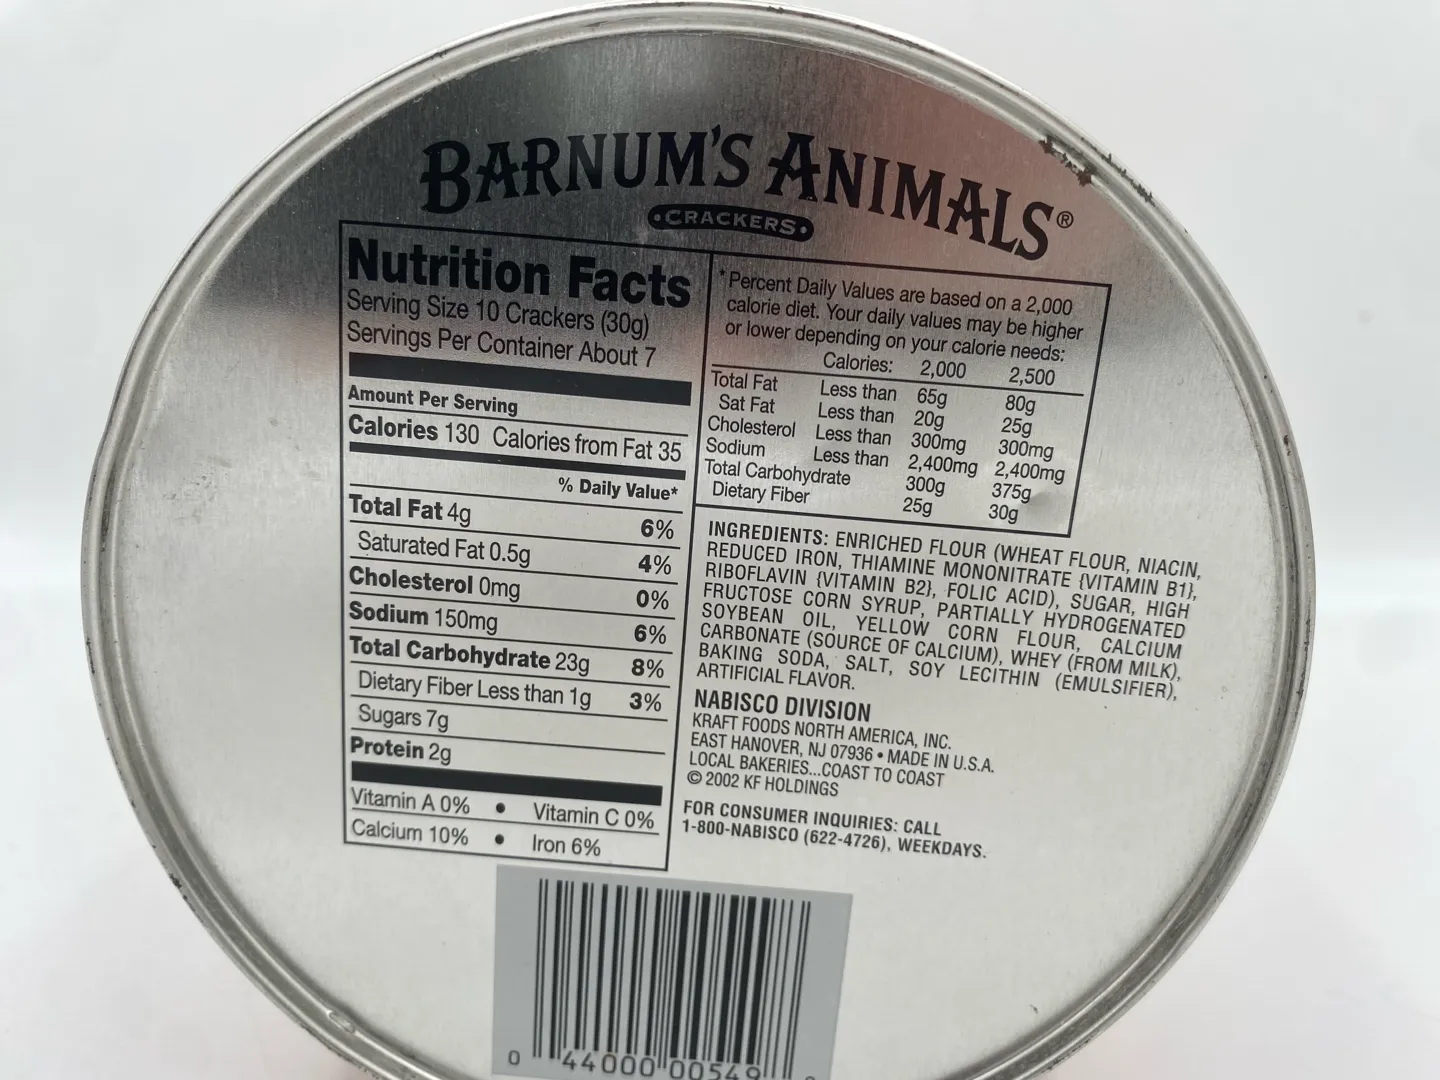 BARNUM'S ANIMALS®
•CRACKERS•
Nutrition Facts
Serving Size 10 Crackers (30g)
Servings Per Container About 7
Amount Per Serving
Calories 130 Calories from Fat 35
% Daily Value*
Total Fat 4g 6%
Saturated Fat 0.5g 4%
Cholesterol 0mg 0%
Sodium 150mg 6%
Total Carbohydrate 23g 8%
Dietary Fiber Less than 1g 3%
Sugars 7g
Protein 2g
Vitamin A 0% • Vitamin C 0%
Calcium 10% • Iron 6%
*Percent Daily Values are based on a 2,000
calorie diet. Your daily values may be higher
or lower depending on your calorie needs:
Calories: 2,000 2,500
Total Fat Less than 65g 80g
Sat Fat Less than 20g 25g
Cholesterol Less than 300mg 300mg
Sodium Less than 2,400mg 2,400mg
Total Carbohydrate 300g 375g
Dietary Fiber 25g 30g
INGREDIENTS: ENRICHED FLOUR (WHEAT FLOUR, NIACIN,
REDUCED IRON, THIAMINE MONONITRATE {VITAMIN B1},
RIBOFLAVIN {VITAMIN B2}, FOLIC ACID), SUGAR, HIGH
FRUCTOSE CORN SYRUP, PARTIALLY HYDROGENATED
SOYBEAN OIL, YELLOW CORN FLOUR, CALCIUM
CARBONATE (SOURCE OF CALCIUM), WHEY (FROM MILK),
BAKING SODA, SALT, SOY LECITHIN (EMULSIFIER),
ARTIFICIAL FLAVOR.
NABISCO DIVISION
KRAFT FOODS NORTH AMERICA, INC.
EAST HANOVER, NJ 07936 • MADE IN U.S.A.
LOCAL BAKERIES...COAST TO COAST
© 2002 KF HOLDINGS
FOR CONSUMER INQUIRIES: CALL
1-800-NABISCO (622-4726), WEEKDAYS.
0 44000 00549